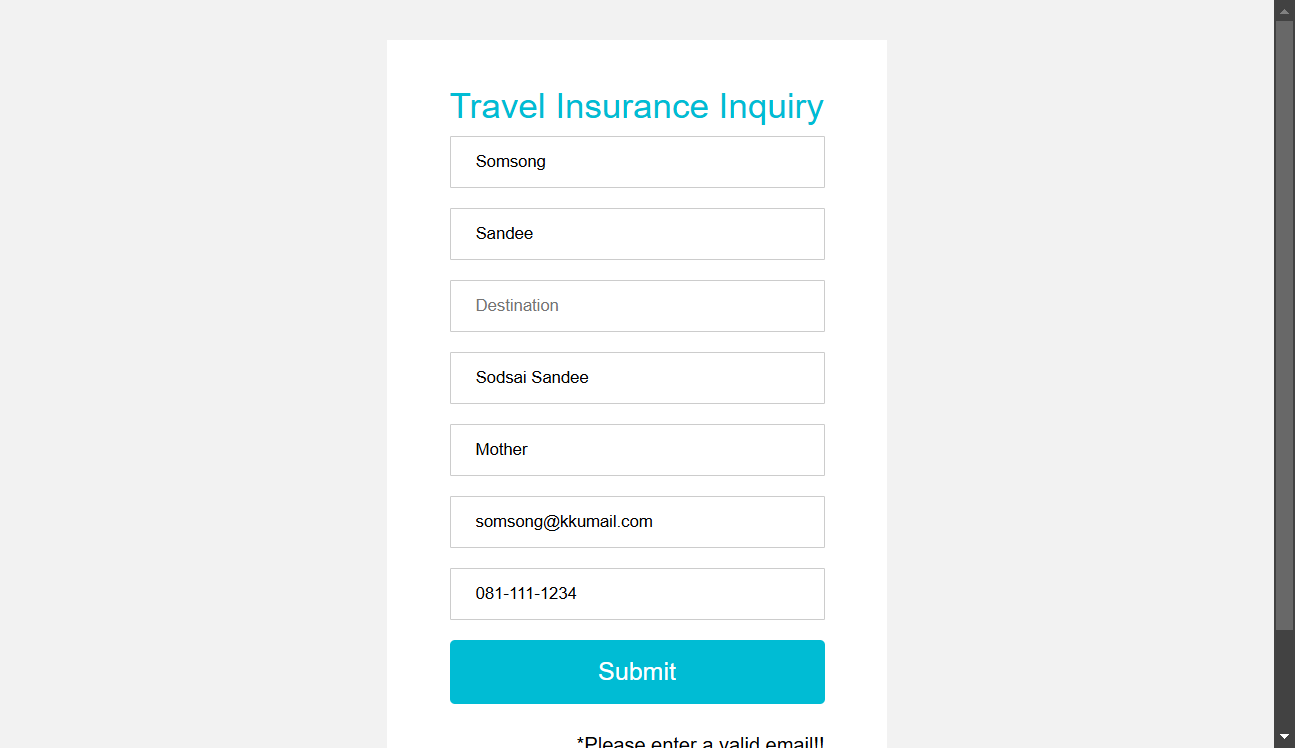 Travel Insurance Inquiry
Somsong
Sandee
Destination
Sodsai Sandee
Mother
somsong@kkumail.com
081-111-1234
Submit
*Please enter a valid email!!